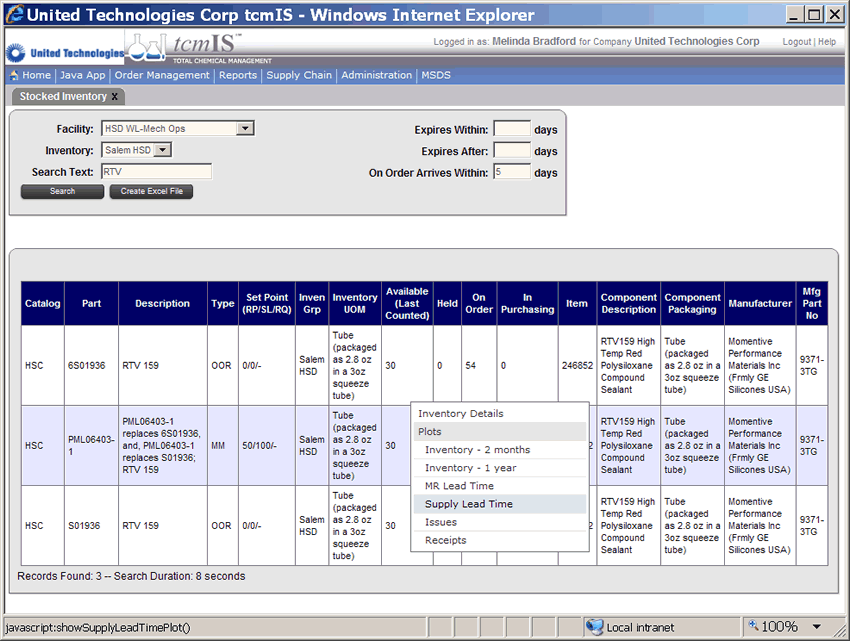 United Technologies Corp tcmIS - Windows Internet Explorer
United Technologies
tcmIS™
TOTAL CHEMICAL MANAGEMENT
Logged in as: Melinda Bradford for Company United Technologies Corp
Logout | Help
Home | Java App | Order Management | Reports | Supply Chain | Administration | MSDS
Stocked Inventory x
Facility: HSD WL-Mech Ops
Expires Within: days
Inventory: Salem HSD
Expires After: days
Search Text: RTV
On Order Arrives Within: 5 days
Search
Create Excel File
Catalog
Part
Description
Type
Set Point
(RP/SL/RQ)
Inven
Grp
Inventory
UOM
Available
(Last
Counted)
Held
On
Order
In
Purchasing
Item
Component
Description
Component
Packaging
Manufacturer
Mfg
Part
No
HSC
6S01936
RTV 159
OOR
0/0/-
Salem
HSD
Tube
(packaged
as 2.8 oz
in a 3oz
squeeze
tube)
30
0
54
0
246852
RTV159 High
Temp Red
Polysiloxane
Compound
Sealant
Tube
(packaged
as 2.8 oz in a
3oz squeeze
tube)
Momentive
Performance
Materials Inc
(Frmly GE
Silicones USA)
9371-
3TG
HSC
PML06403-
1
PML06403-1
replaces 6S01936,
and, PML06403-1
replaces S01936;
RTV 159
MM
50/100/-
Salem
HSD
Tube
(packaged
as 2.8 oz
in a 3oz
squeeze
tube)
30
2
RTV159 High
Temp Red
Polysiloxane
Compound
Sealant
Tube
(packaged
as 2.8 oz in a
3oz squeeze
tube)
Momentive
Performance
Materials Inc
(Frmly GE
Silicones USA)
9371-
3TG
HSC
S01936
RTV 159
OOR
0/0/-
Salem
HSD
Tube
(packaged
as 2.8 oz
in a 3oz
squeeze
tube)
30
2
RTV159 High
Temp Red
Polysiloxane
Compound
Sealant
Tube
(packaged
as 2.8 oz in a
3oz squeeze
tube)
Momentive
Performance
Materials Inc
(Frmly GE
Silicones USA)
9371-
3TG
Inventory Details
Plots
Inventory - 2 months
Inventory - 1 year
MR Lead Time
Supply Lead Time
Issues
Receipts
Records Found: 3 -- Search Duration: 8 seconds
javascript:showSupplyLeadTimePlot()
Local intranet
100%